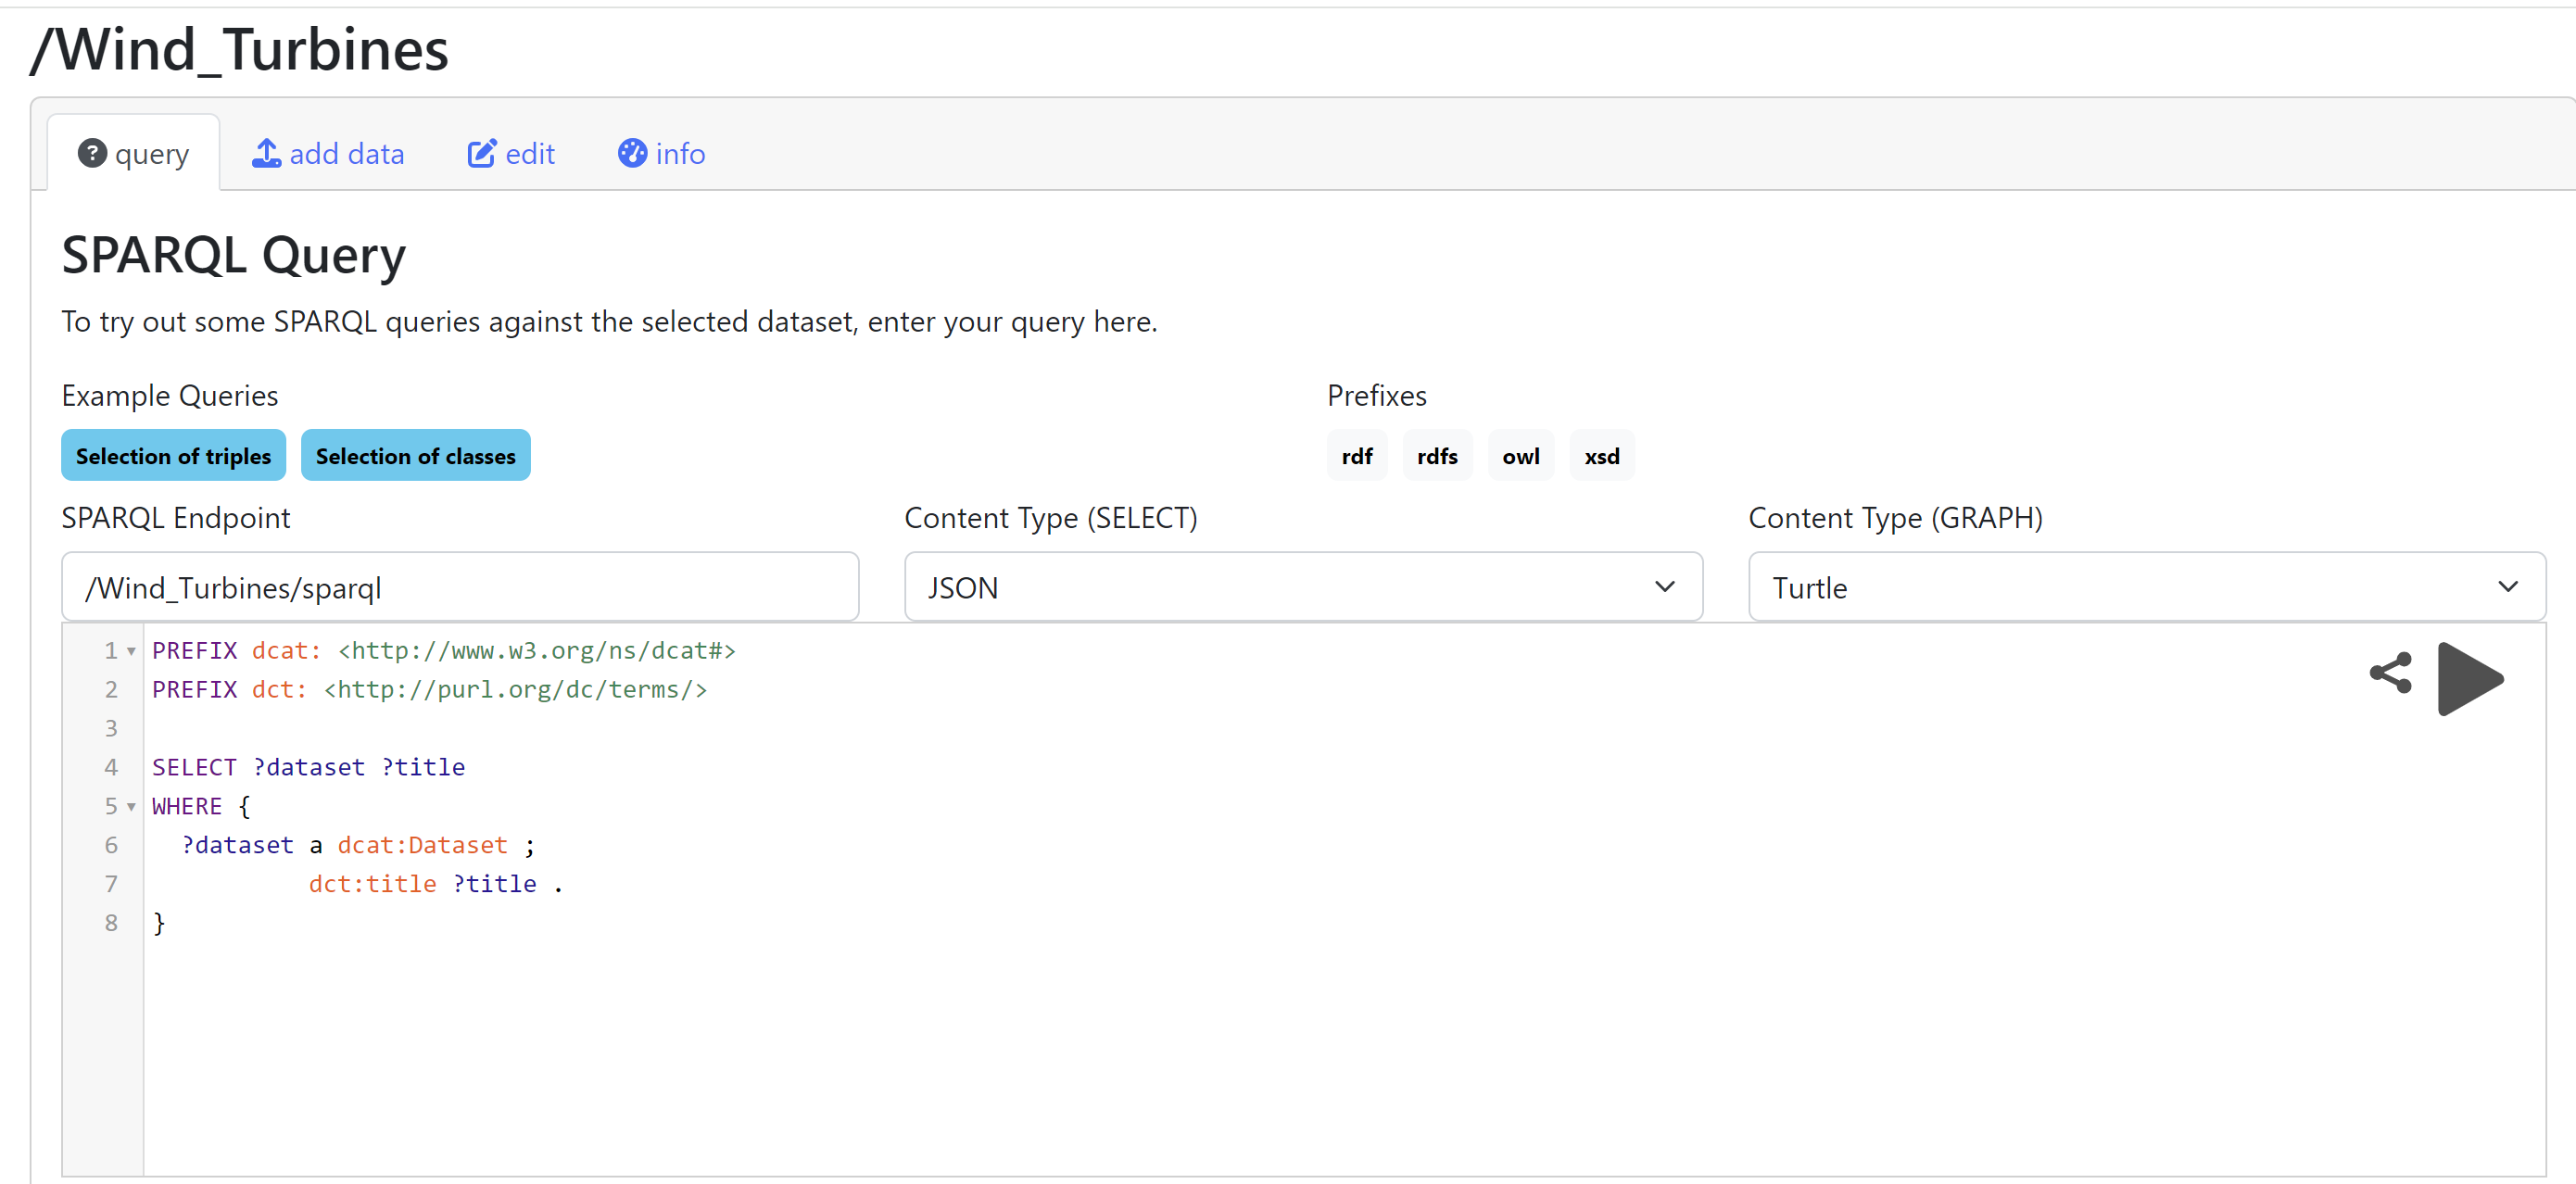 /Wind_Turbines
query add data edit info
SPARQL Query
To try out some SPARQL queries against the selected dataset, enter your query here.
Example Queries
Selection of triples Selection of classes
Prefixes
rdf rdfs owl xsd
SPARQL Endpoint
/Wind_Turbines/sparql
Content Type (SELECT)
JSON
Content Type (GRAPH)
Turtle
1 PREFIX dcat: <http://www.w3.org/ns/dcat#>
2 PREFIX dct: <http://purl.org/dc/terms/>
3
4 SELECT ?dataset ?title
5 WHERE {
6 ?dataset a dcat:Dataset ;
7 dct:title ?title .
8 }